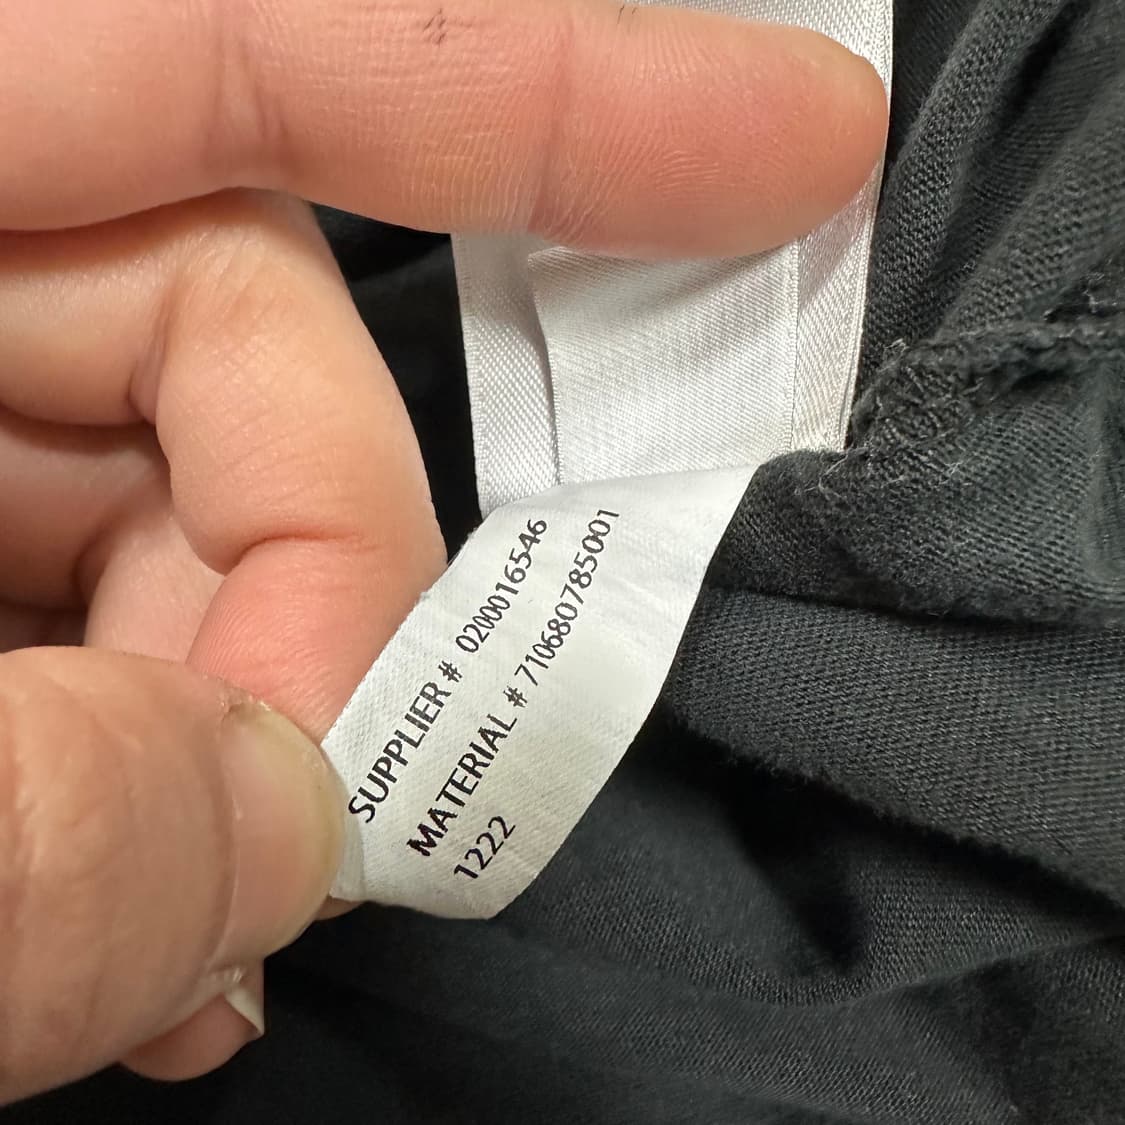 SUPPLIER # 0200016546
MATERIAL # 710680785001
1222